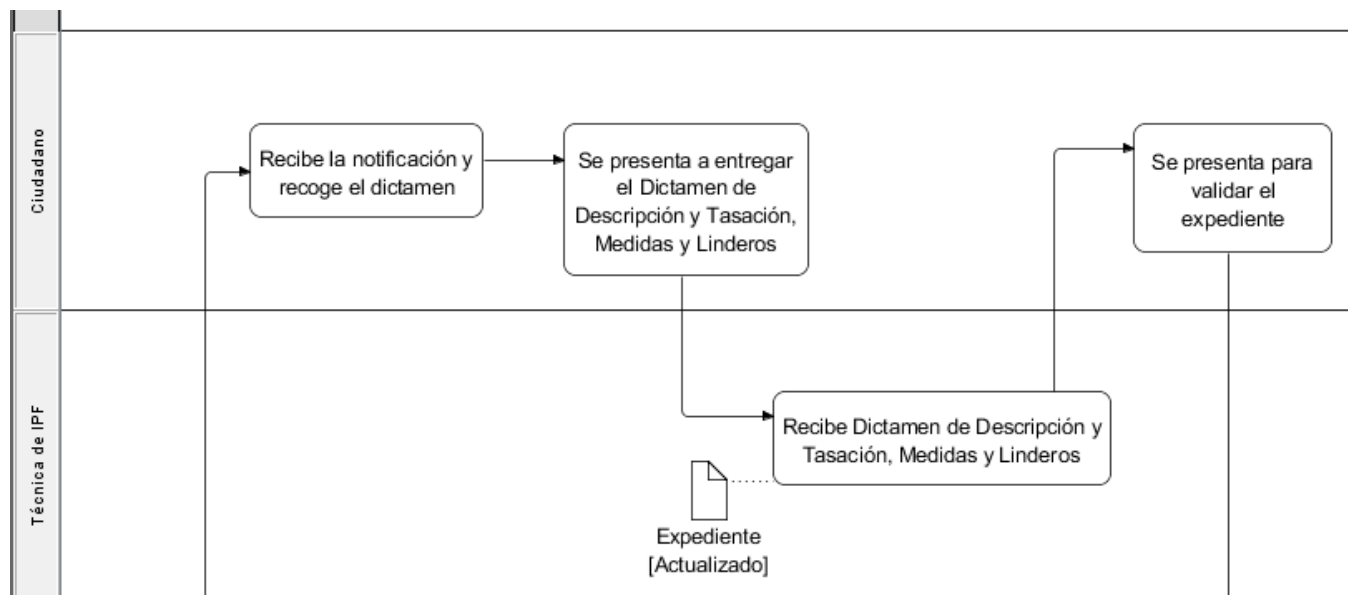 Ciudadano
Recibe la notificación y
recoge el dictamen
Se presenta a entregar
el Dictamen de
Descripción y Tasación,
Medidas y Linderos
Se presenta para
validar el
expediente
Técnica de IPF
Recibe Dictamen de Descripción y
Tasación, Medidas y Linderos
Expediente
[Actualizado]